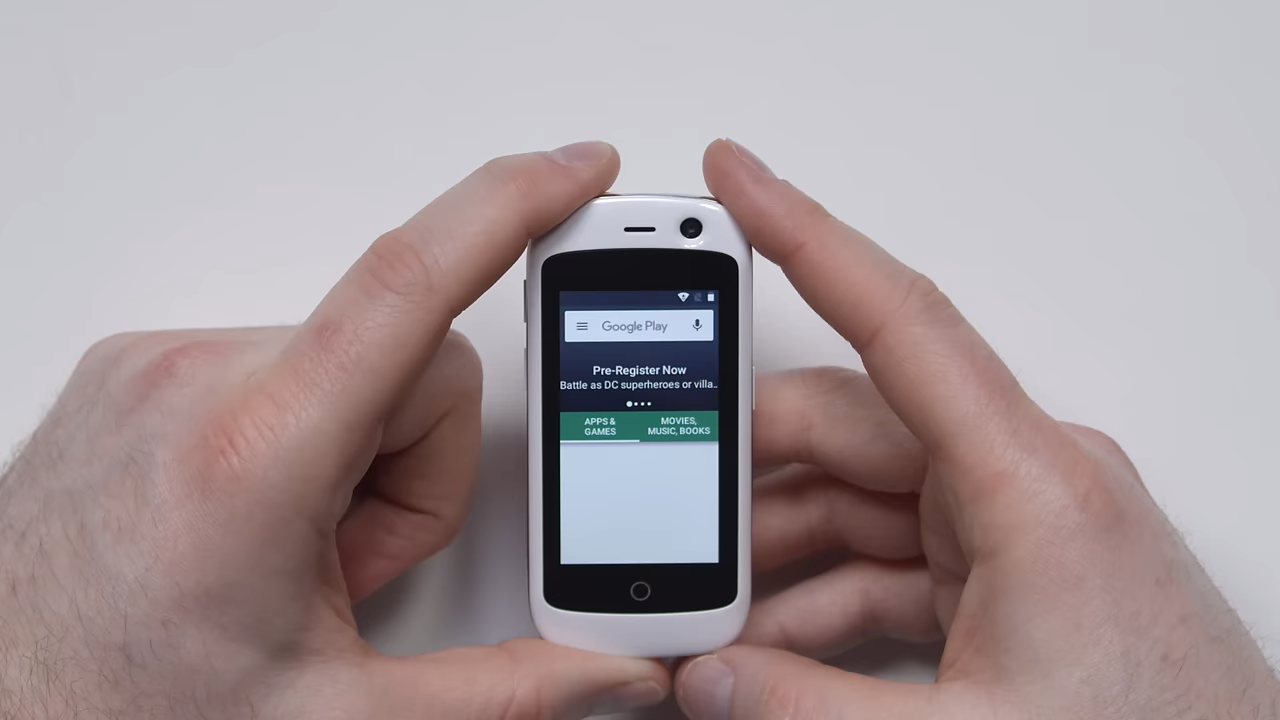 Google Play
Pre-Register Now
Battle as DC superheroes or villa..
APPS &
GAMES
MOVIES,
MUSIC, BOOKS